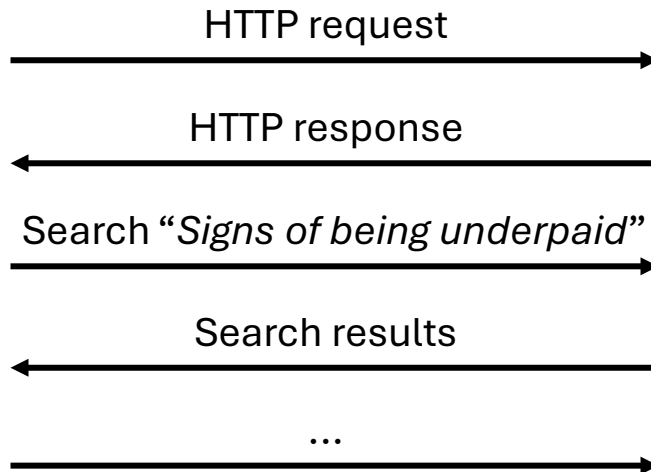 HTTP request
HTTP response
Search “Signs of being underpaid”
Search results
...